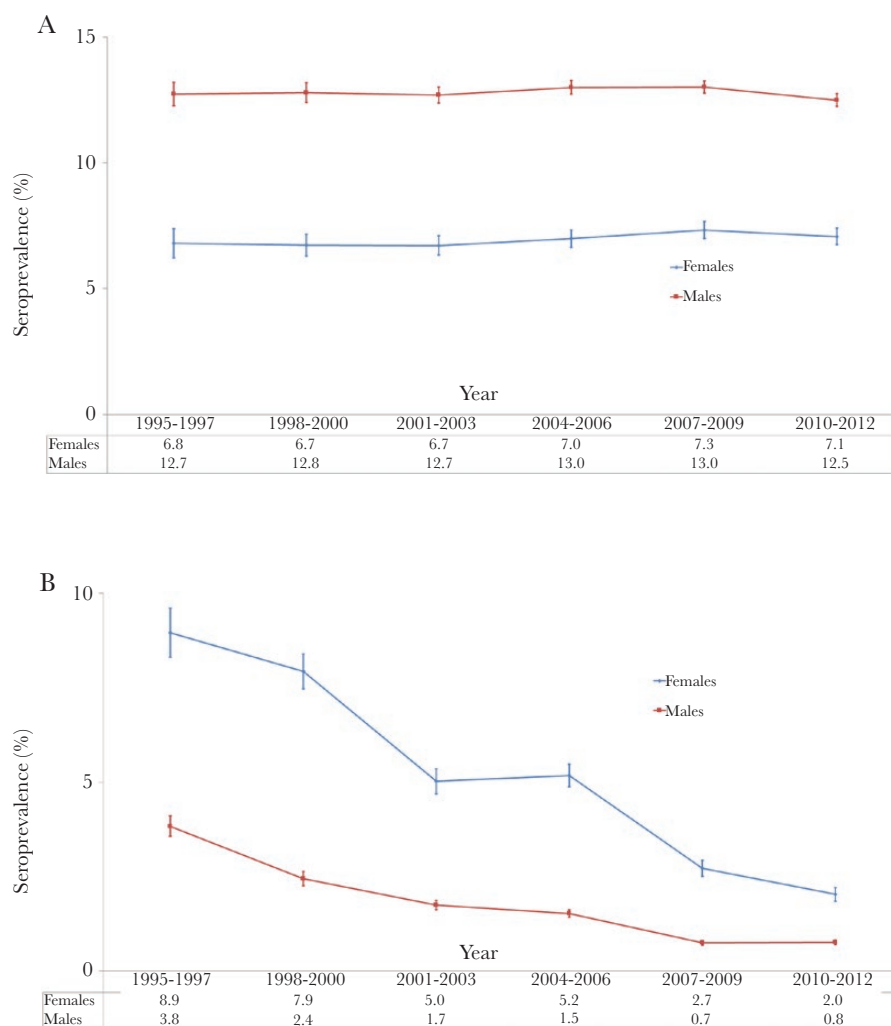 A
15
10
5
0
Seroprevalence (%)
Females
Males
Year
1995-1997 1998-2000 2001-2003 2004-2006 2007-2009 2010-2012
Females 6.8 6.7 6.7 7.0 7.3 7.1
Males 12.7 12.8 12.7 13.0 13.0 12.5
B
10
5
0
Seroprevalence (%)
Females
Males
Year
1995-1997 1998-2000 2001-2003 2004-2006 2007-2009 2010-2012
Females 8.9 7.9 5.0 5.2 2.7 2.0
Males 3.8 2.4 1.7 1.5 0.7 0.8